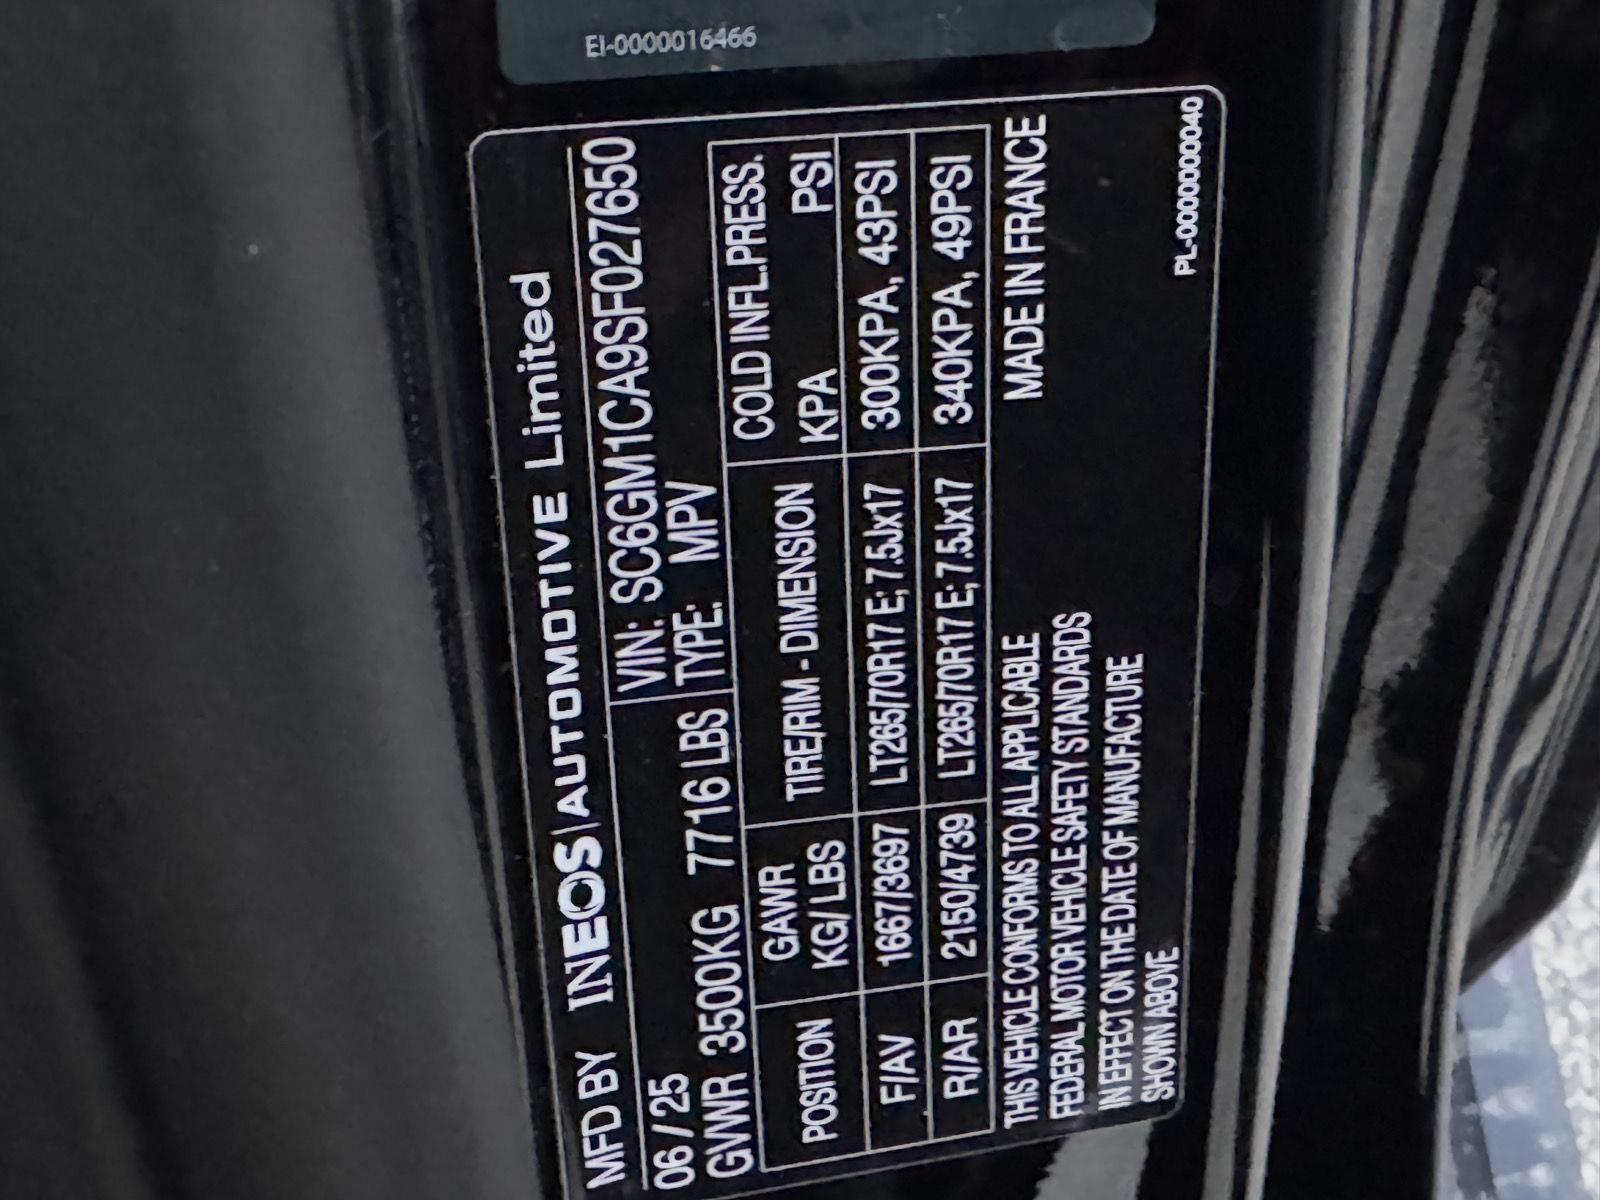 EI-0000016466
MFD BY INEOS|AUTOMOTIVE Limited
06/25 VIN: SC6GM1CA9SF027650
GVWR 3500KG 7716 LBS TYPE: MPV
POSITION GAWR KG/LBS TIRE/RIM - DIMENSION COLD INFL.PRESS. KPA PSI
F/AV 1667/3697 LT265/70R17 E; 7.5Jx17 300KPA, 43PSI
R/AR 2150/4739 LT265/70R17 E; 7.5Jx17 340KPA, 49PSI
THIS VEHICLE CONFORMS TO ALL APPLICABLE MADE IN FRANCE
FEDERAL MOTOR VEHICLE SAFETY STANDARDS
IN EFFECT ON THE DATE OF MANUFACTURE
SHOWN ABOVE
PL-0000000040